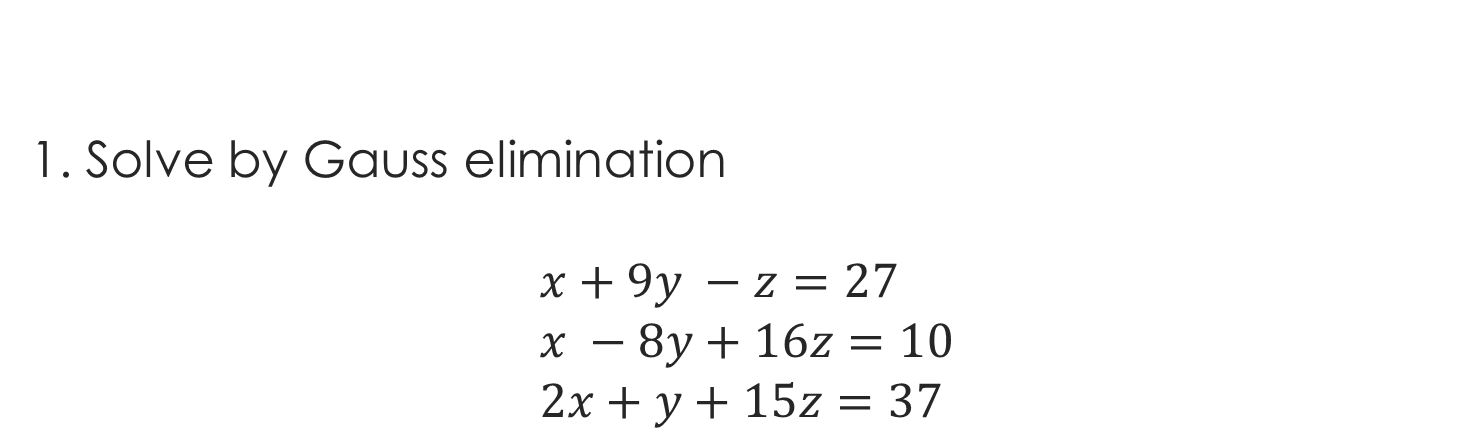 1. Solve by Gauss elimination
x + 9y − z = 27
x − 8y + 16z = 10
2x + y + 15z = 37